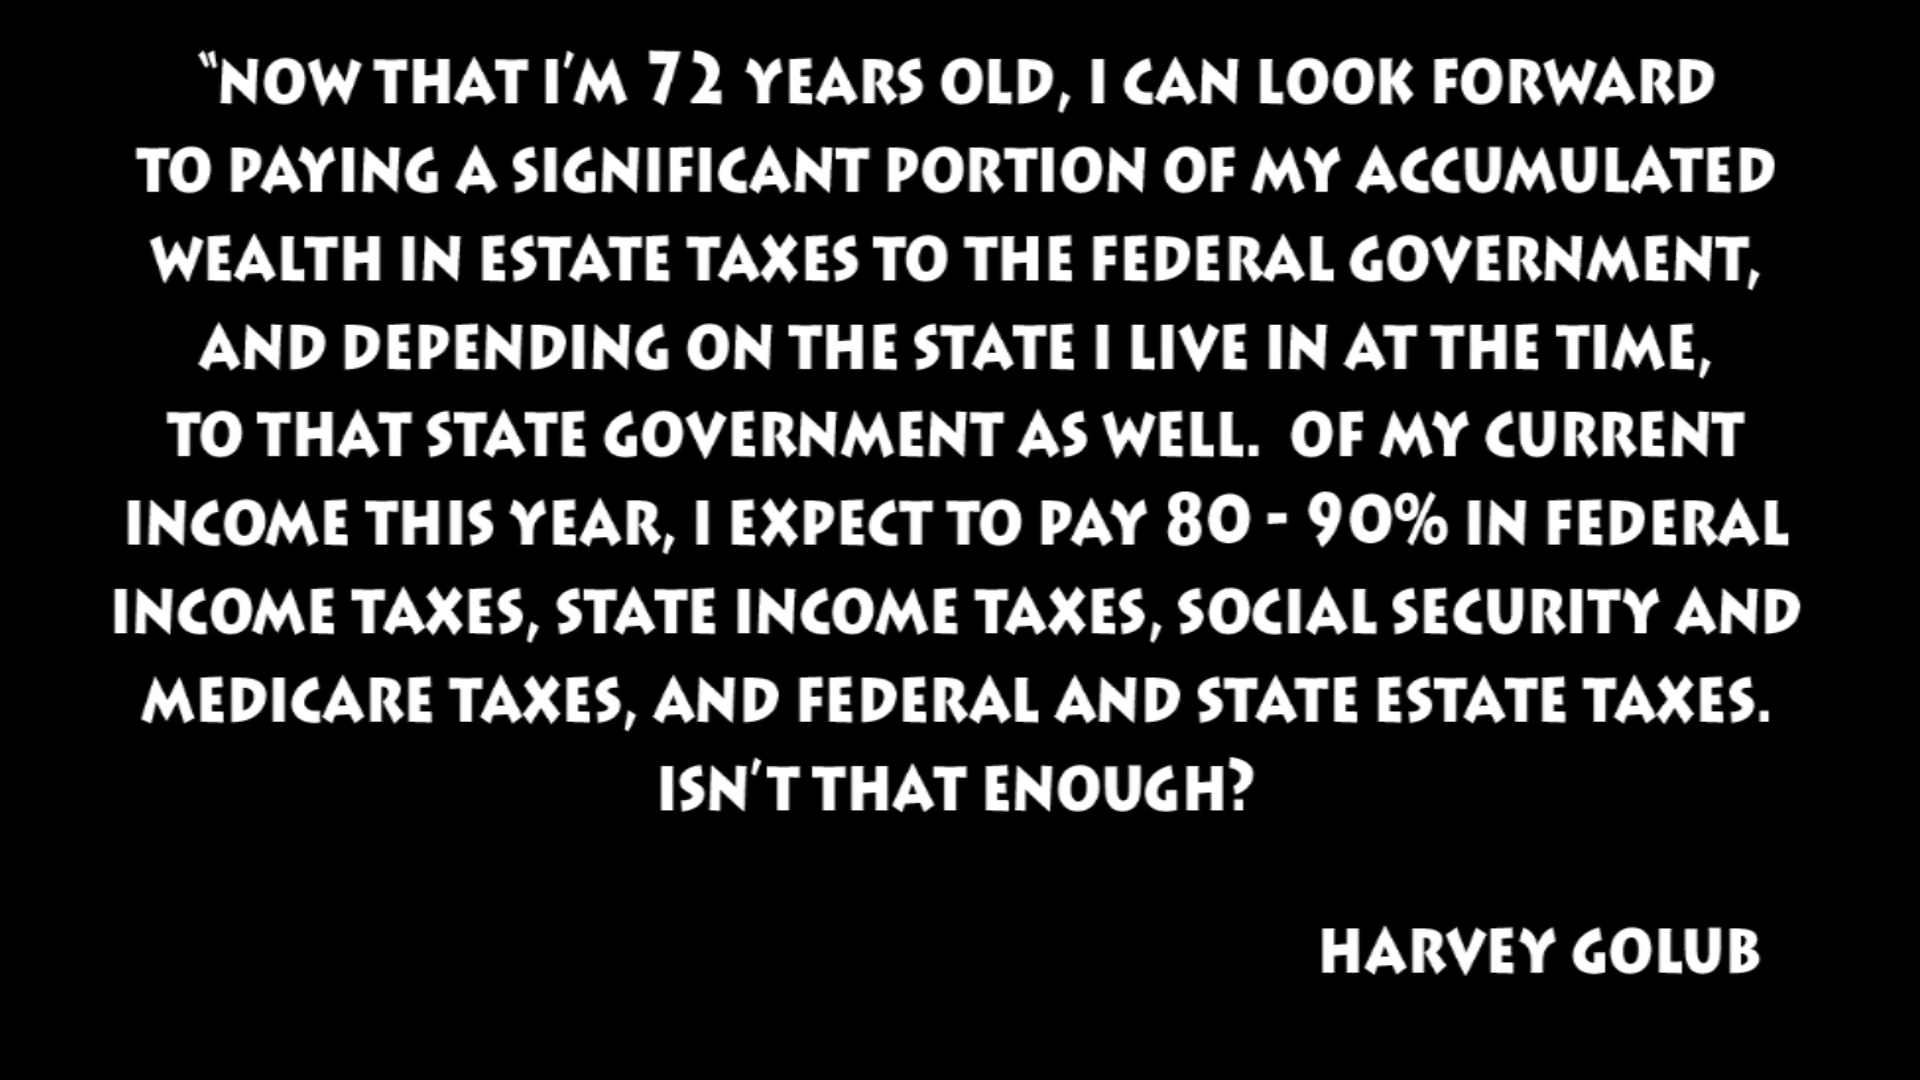 "NOW THAT I'M 72 YEARS OLD, I CAN LOOK FORWARD
TO PAYING A SIGNIFICANT PORTION OF MY ACCUMULATED
WEALTH IN ESTATE TAXES TO THE FEDERAL GOVERNMENT,
AND DEPENDING ON THE STATE I LIVE IN AT THE TIME,
TO THAT STATE GOVERNMENT AS WELL.  OF MY CURRENT
INCOME THIS YEAR, I EXPECT TO PAY 80 - 90% IN FEDERAL
INCOME TAXES, STATE INCOME TAXES, SOCIAL SECURITY AND
MEDICARE TAXES, AND FEDERAL AND STATE ESTATE TAXES.
ISN'T THAT ENOUGH?
HARVEY GOLUB